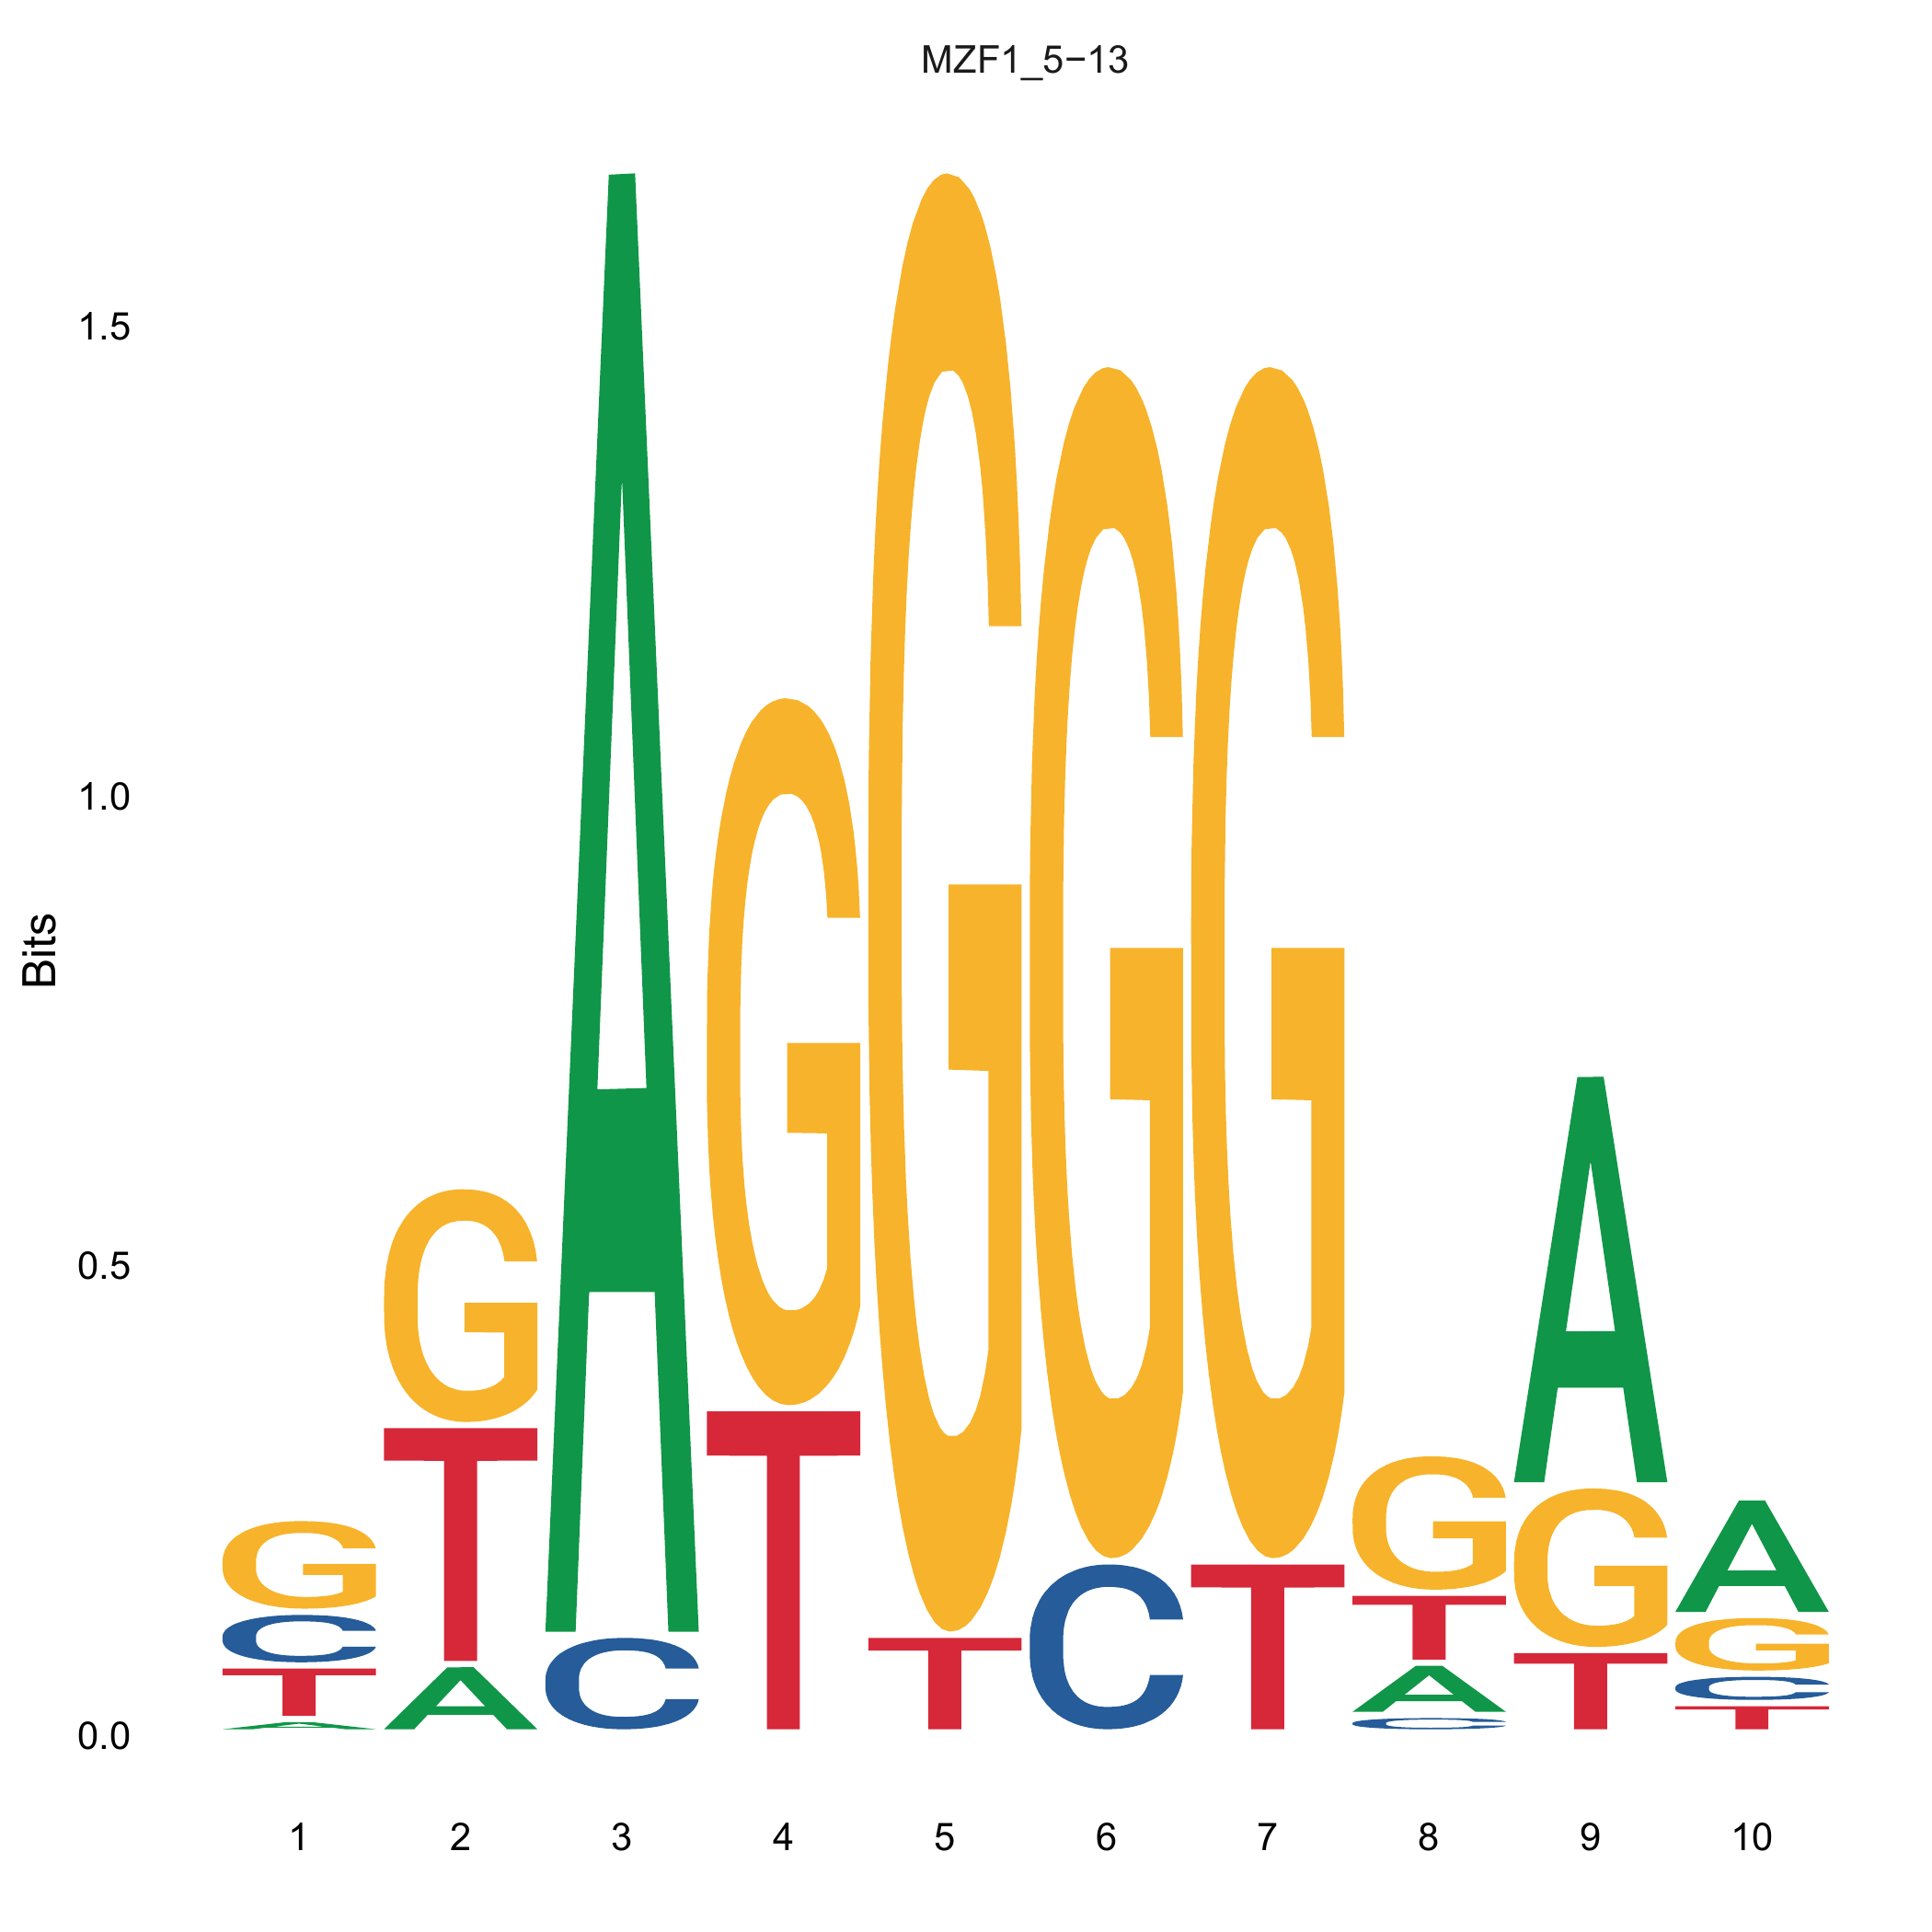 MZF1_5−13
1.5
1.0
0.5
0.0
Bits
G G A G G G G G A A
C T C T T C T T G G
T A A T C
A C T
1 2 3 4 5 6 7 8 9 10